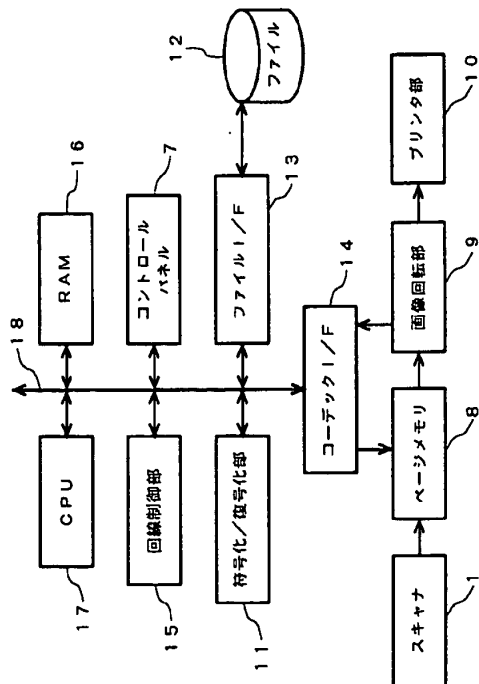 12
ファイル
16
RAM
7
コントロール
パネル
13
ファイルI/F
10
プリンタ部
18
14
コーデックI/F
9
画像回転部
CPU
17
回線制御部
15
符号化/復号化部
11
ページメモリ
8
スキャナ
1